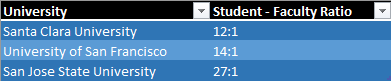 University Student - Faculty Ratio
Santa Clara University 12:1
University of San Francisco 14:1
San Jose State University 27:1